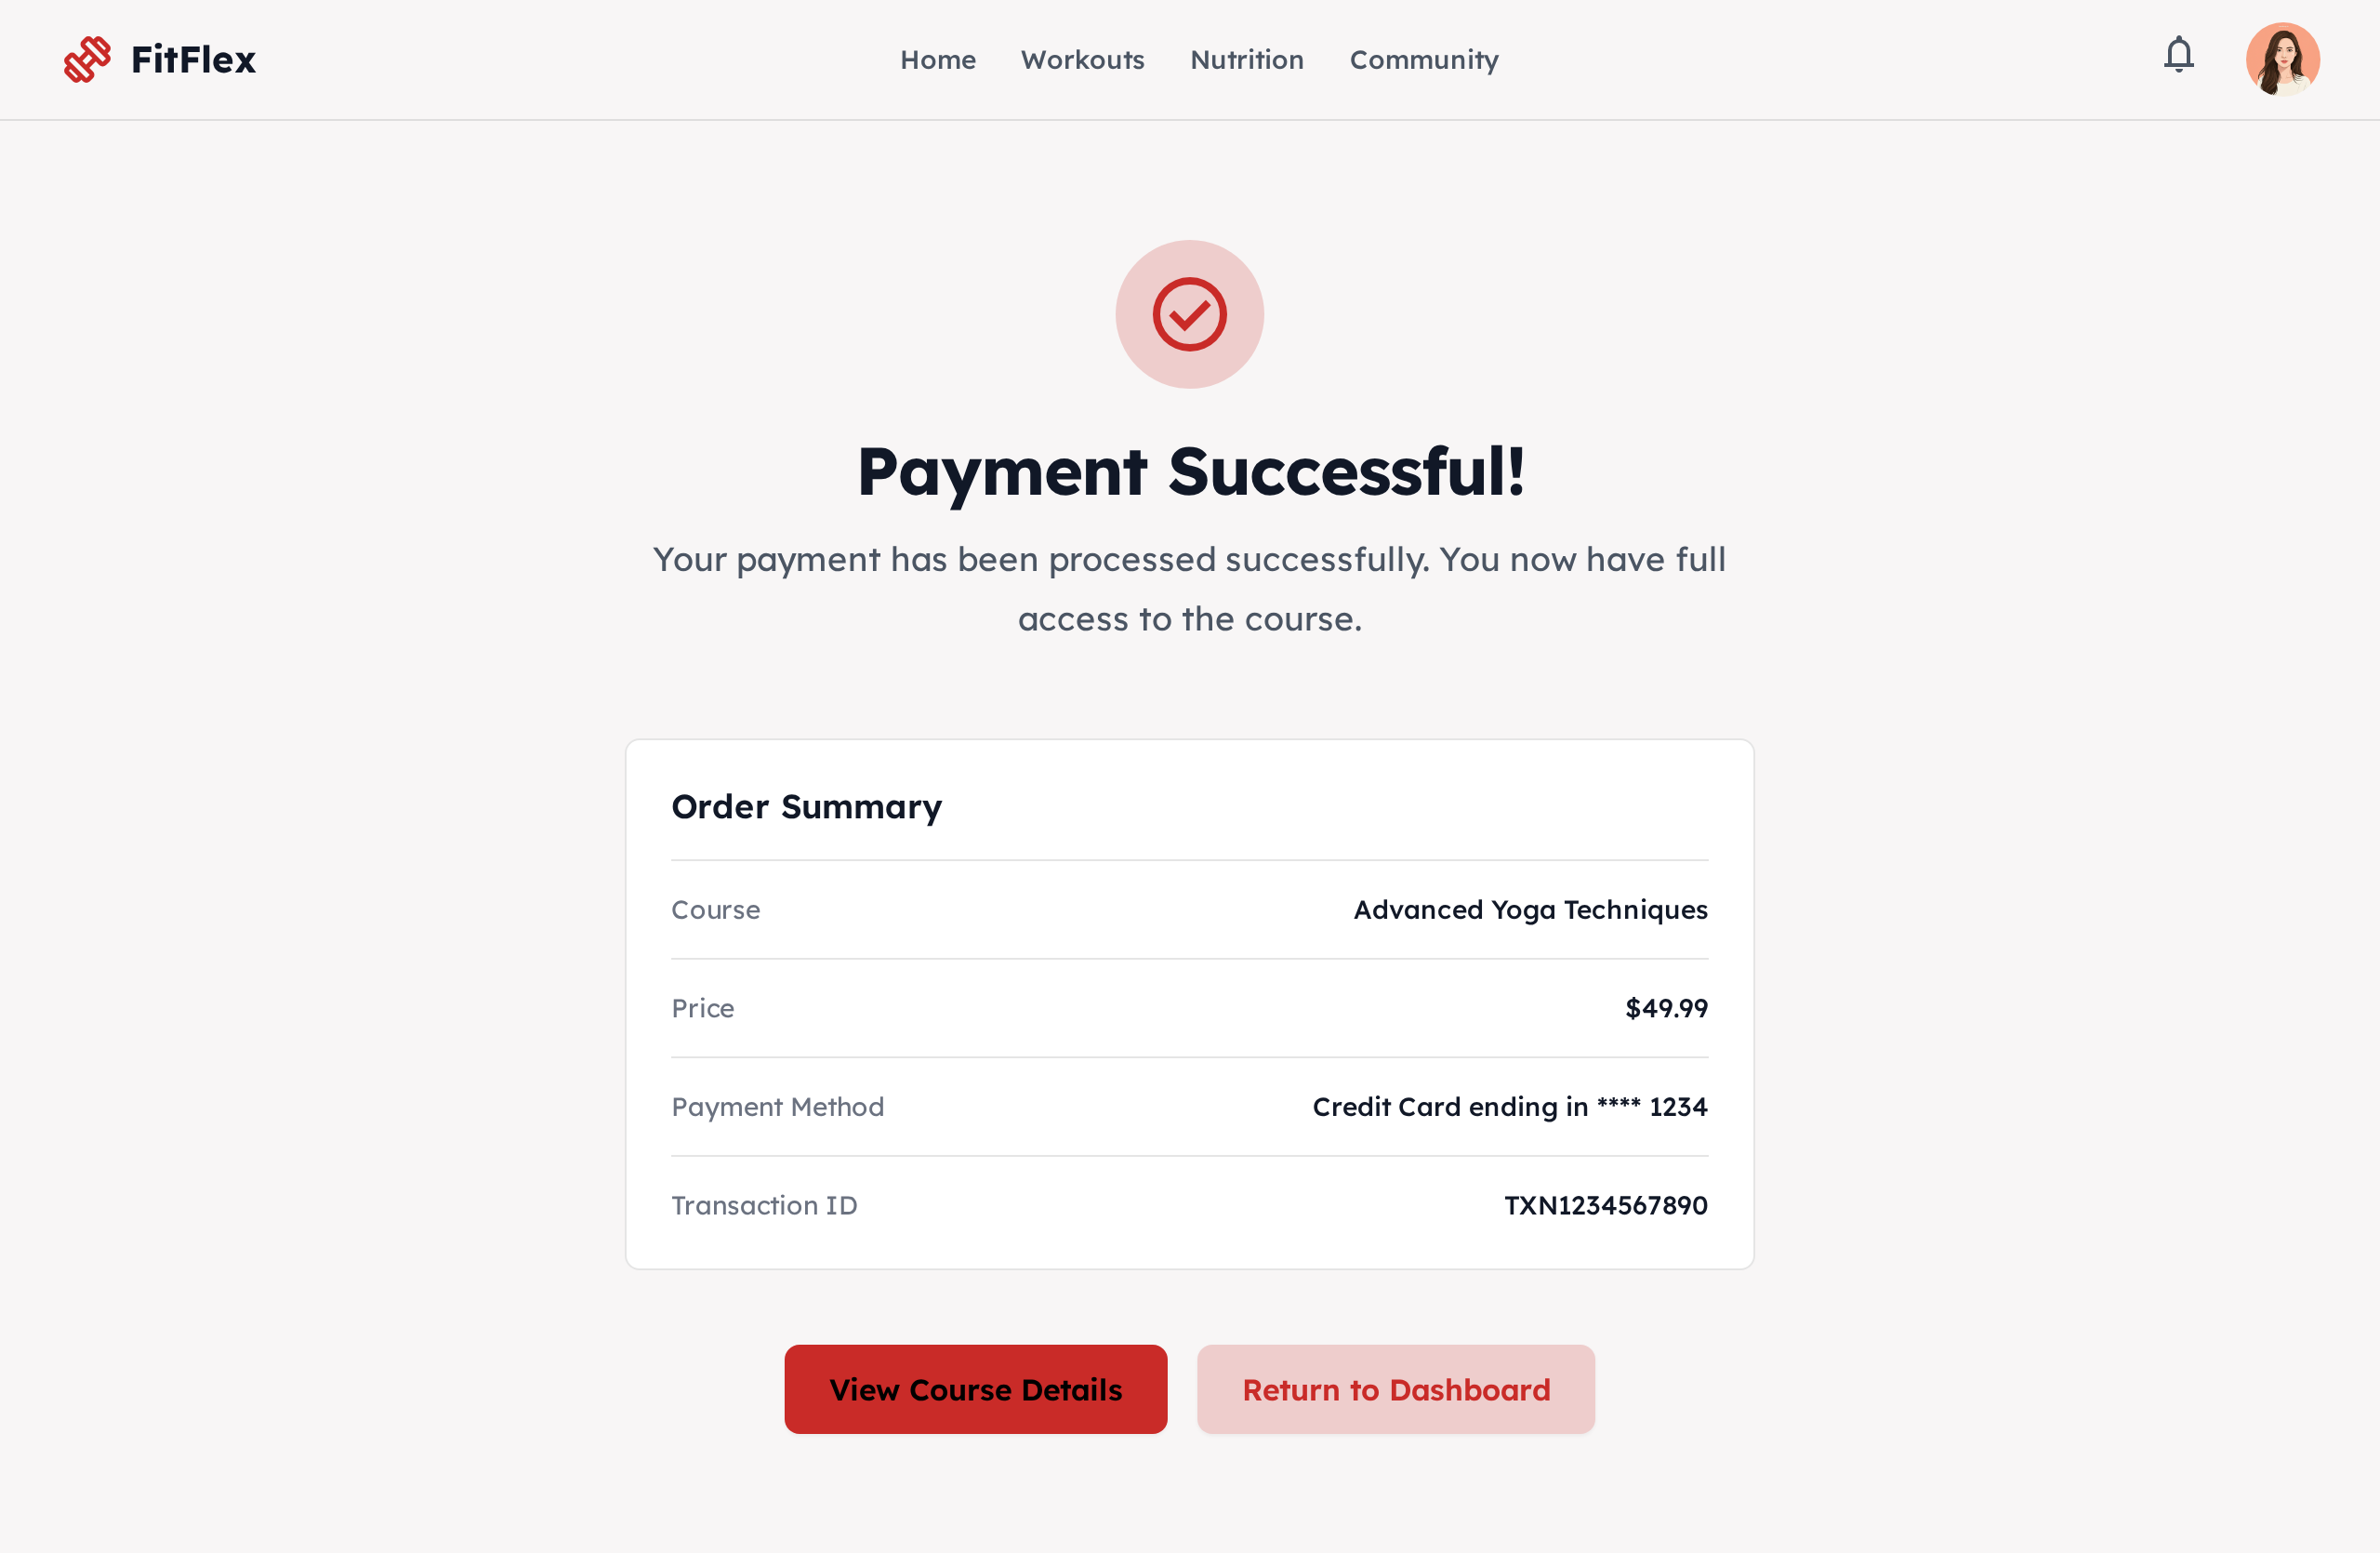 FitFlex
Home
Workouts
Nutrition
Community
Payment Successful!
Your payment has been processed successfully. You now have full
access to the course.
Order Summary
Course
Advanced Yoga Techniques
Price
$49.99
Payment Method
Credit Card ending in **** 1234
Transaction ID
TXN1234567890
View Course Details
Return to Dashboard